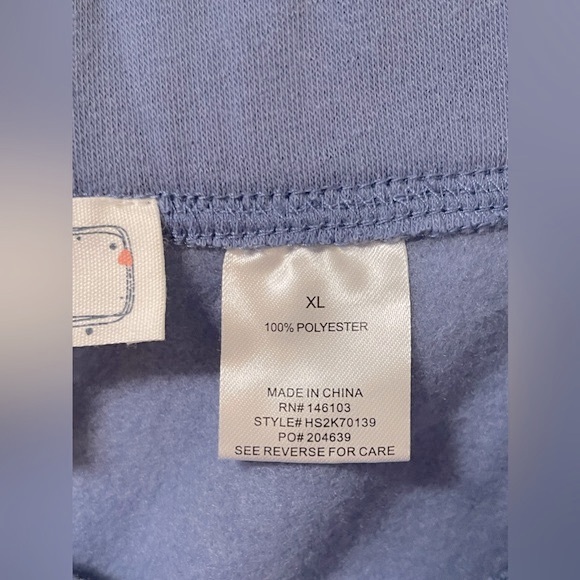 XL
100% POLYESTER
MADE IN CHINA
RN# 146103
STYLE# HS2K70139
PO# 204639
SEE REVERSE FOR CARE